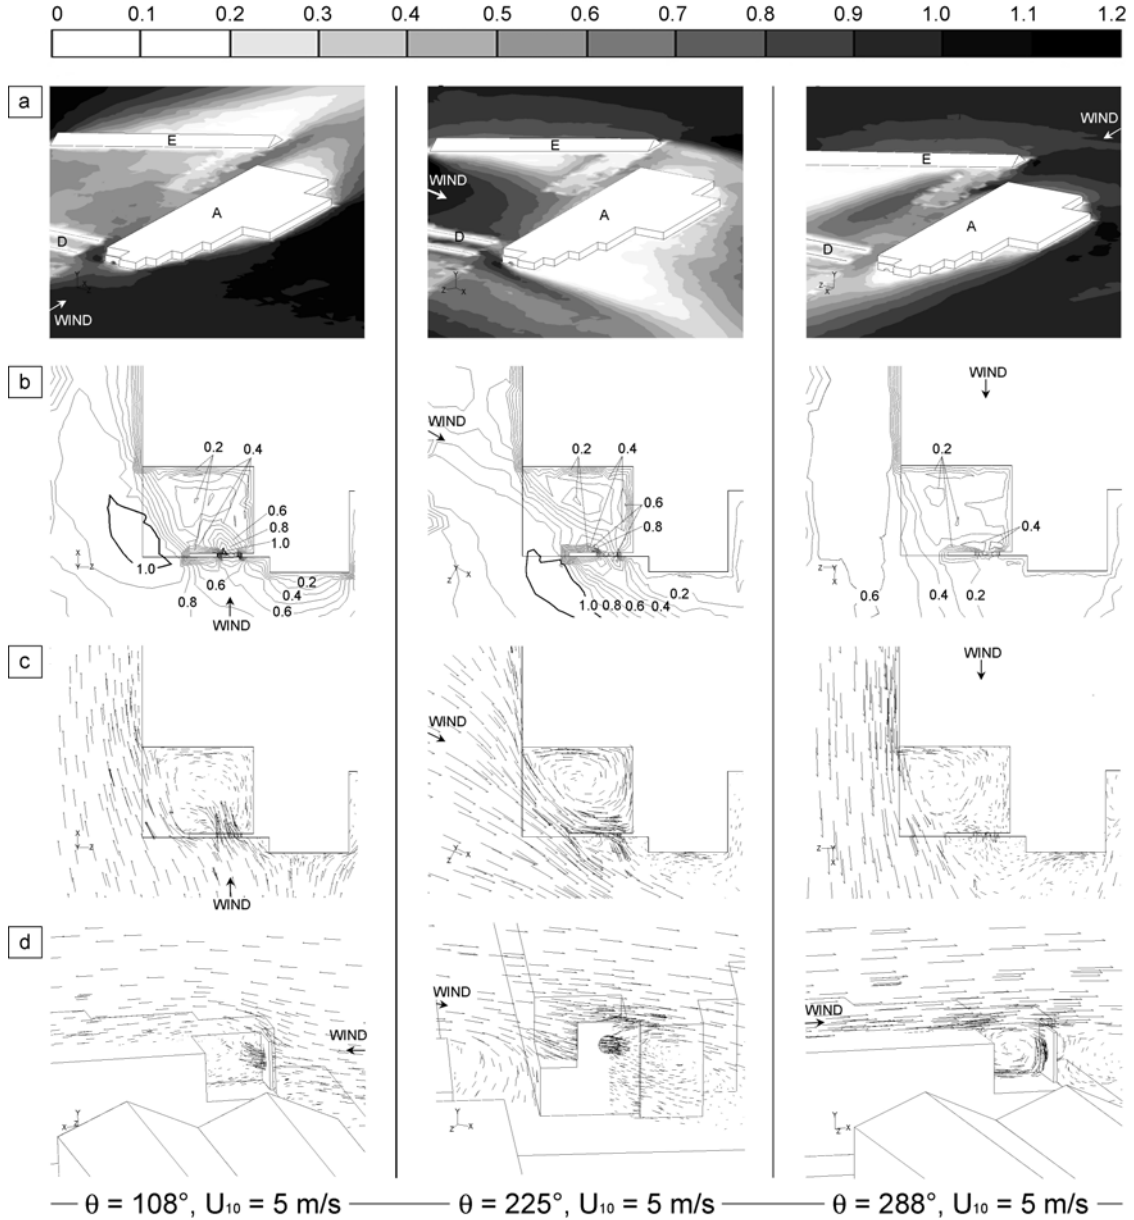 0 0.1 0.2 0.3 0.4 0.5 0.6 0.7 0.8 0.9 1.0 1.1 1.2
a
E
A
D
Y
Z X
WIND
E
A
D
WIND
Y
Z X
E
A
D
WIND
Y
Z
b
0.2 0.4
0.6
0.8
1.0
1.0
0.6
0.8
0.2
0.4
0.6
X
Y Z
WIND
WIND
0.2 0.4
0.6
0.8
1.0 0.8 0.6 0.4
0.2
Y
Z X
WIND
0.2
0.4
0.6 0.4 0.2
Z Y
X
c
X
Y Z
WIND
WIND
Y
Z X
WIND
Z Y
X
d
WIND
Y
X Z
WIND
Y
Z X
WIND
Y
Z X
θ = 108°, U10 = 5 m/s
θ = 225°, U10 = 5 m/s
θ = 288°, U10 = 5 m/s